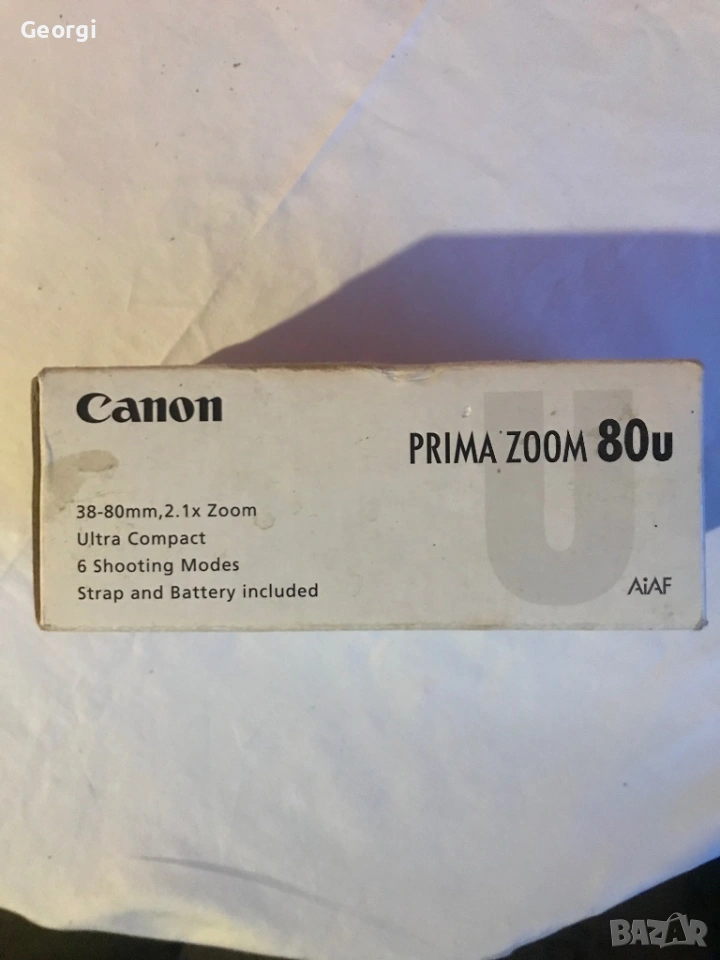 Georgi
Canon
PRIMA ZOOM 80u
U
38-80mm,2.1x Zoom
Ultra Compact
6 Shooting Modes
Strap and Battery included
AiAF
BAZAR